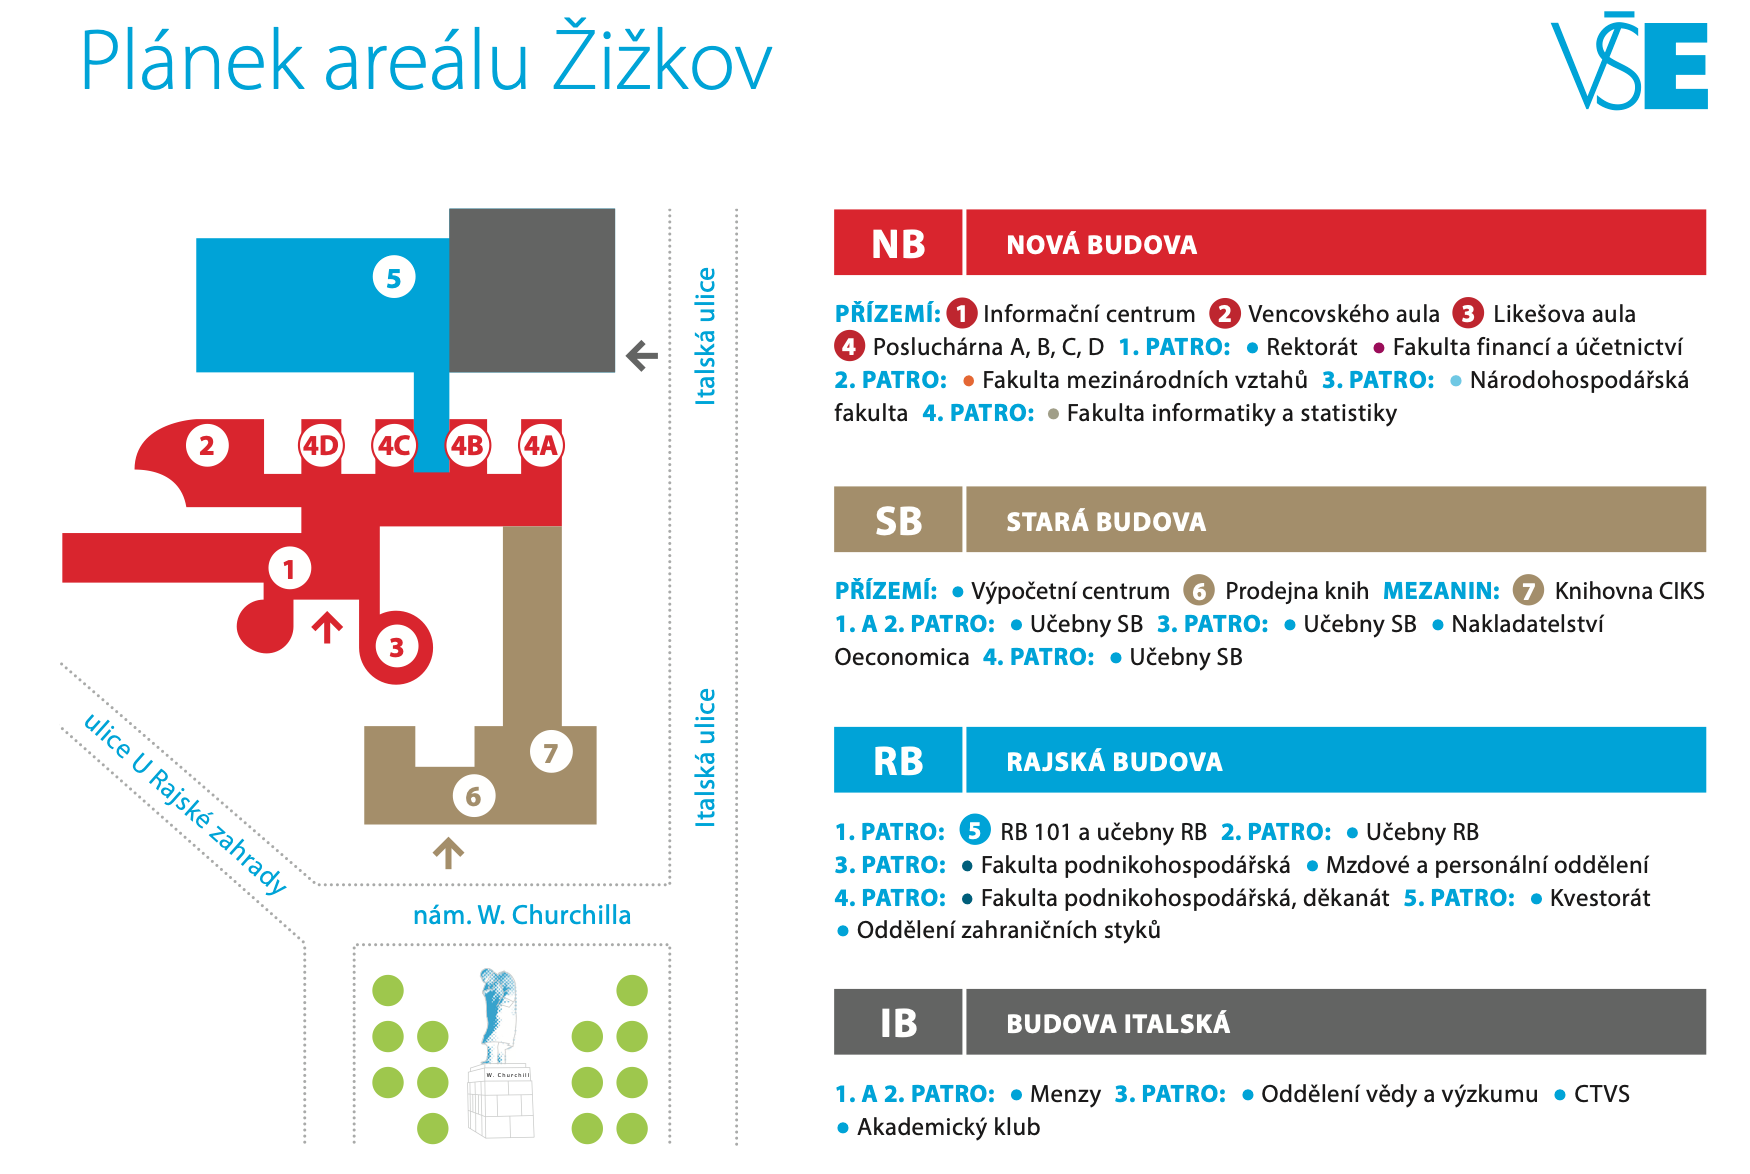 Plánek areálu Žižkov
VŠE
5
Italská ulice
2
4D
4C
4B
4A
1
3
Italská ulice
7
6
ulice U Rajské zahrady
nám. W. Churchilla
W. Churchill
NB NOVÁ BUDOVA
PŘÍZEMÍ: 1 Informační centrum 2 Vencovského aula 3 Likešova aula
4 Posluchárna A, B, C, D 1. PATRO: • Rektorát • Fakulta financí a účetnictví
2. PATRO: • Fakulta mezinárodních vztahů 3. PATRO: • Národohospodářská
fakulta 4. PATRO: • Fakulta informatiky a statistiky
SB STARÁ BUDOVA
PŘÍZEMÍ: • Výpočetní centrum 6 Prodejna knih MEZANIN: 7 Knihovna CIKS
1. A 2. PATRO: • Učebny SB 3. PATRO: • Učebny SB • Nakladatelství
Oeconomica 4. PATRO: • Učebny SB
RB RAJSKÁ BUDOVA
1. PATRO: 5 RB 101 a učebny RB 2. PATRO: • Učebny RB
3. PATRO: • Fakulta podnikohospodářská • Mzdové a personální oddělení
4. PATRO: • Fakulta podnikohospodářská, děkanát 5. PATRO: • Kvestorát
• Oddělení zahraničních styků
IB BUDOVA ITALSKÁ
1. A 2. PATRO: • Menzy 3. PATRO: • Oddělení vědy a výzkumu • CTVS
• Akademický klub